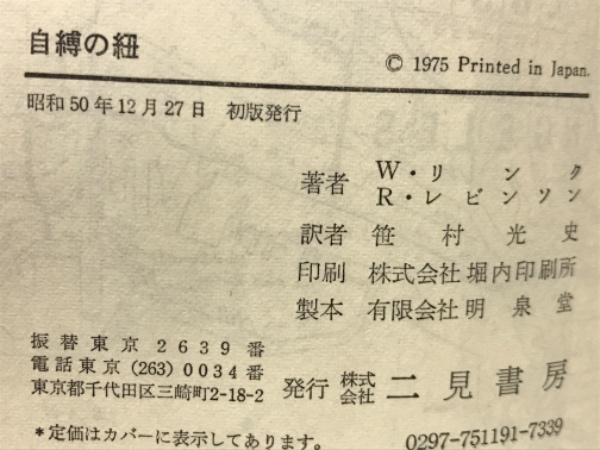 自縛の紐
© 1975 Printed in Japan.
昭和50年12月27日 初版発行
著者 W・リンク
R・レビンソン
訳者 笹村光史
印刷 株式会社 堀内印刷所
製本 有限会社 明泉堂
振替東京2639番
電話東京(263)0034番
東京都千代田区三崎町2-18-2
発行 株式会社 二見書房
*定価はカバーに表示してあります。
0297-751191-7339